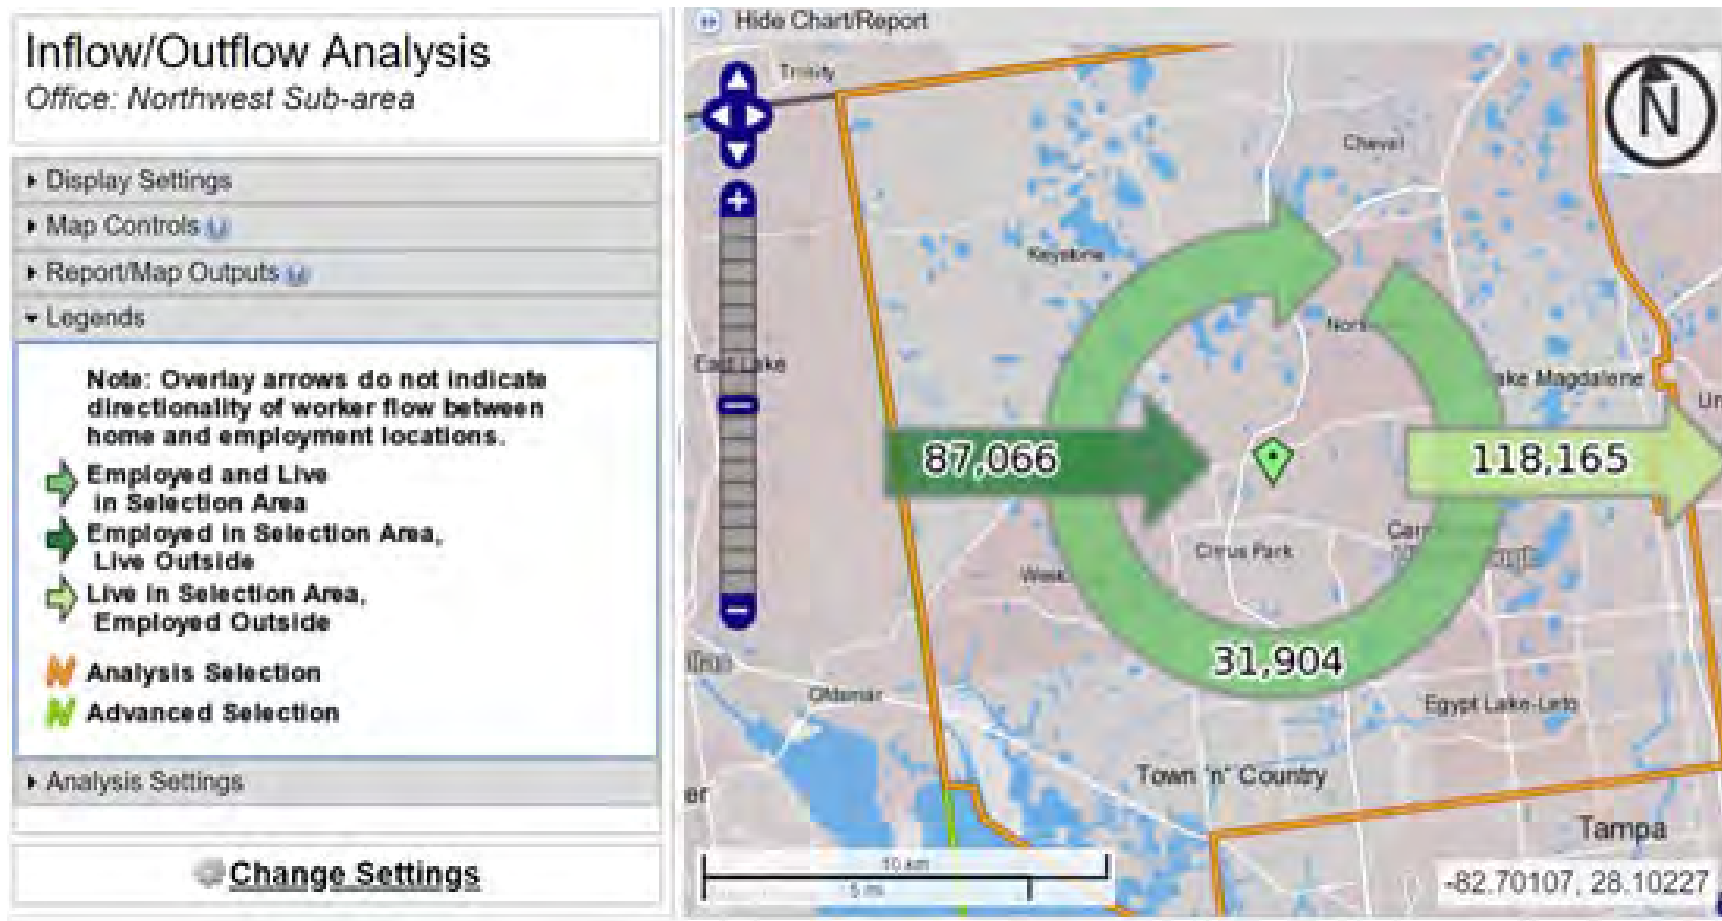 Inflow/Outflow Analysis
Office: Northwest Sub-area
Display Settings
Map Controls
Report/Map Outputs
Legends
Note: Overlay arrows do not indicate
directionality of worker flow between
home and employment locations.
Employed and Live
in Selection Area
Employed in Selection Area,
Live Outside
Live in Selection Area,
Employed Outside
Analysis Selection
Advanced Selection
Analysis Settings
Change Settings
Hide Chart/Report
Trinity
N
Cheval
Keystone
East Lake
ake Magdalene
Un
87,066
118,165
Citrus Park
31,904
Oldsmar
Egypt Lake-Leto
Town 'n' Country
er
Tampa
10 km
5 mi
-82.70107, 28.10227